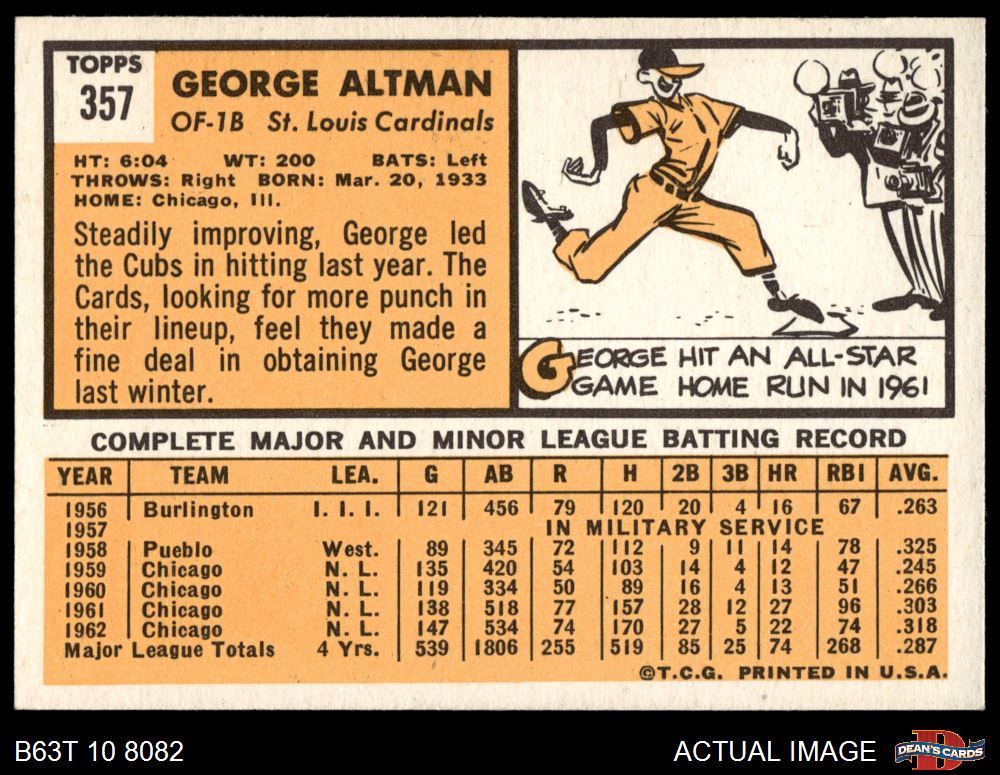 TOPPS
357
GEORGE ALTMAN
OF-1B St. Louis Cardinals
HT: 6:04 WT: 200 BATS: Left
THROWS: Right BORN: Mar. 20, 1933
HOME: Chicago, Ill.
Steadily improving, George led
the Cubs in hitting last year. The
Cards, looking for more punch in
their lineup, feel they made a
fine deal in obtaining George
last winter.
GEORGE HIT AN ALL-STAR
GAME HOME RUN IN 1961
COMPLETE MAJOR AND MINOR LEAGUE BATTING RECORD
YEAR TEAM LEA. G AB R H 2B 3B HR RBI AVG.
1956 Burlington I. I. I. 121 456 79 120 20 4 16 67 .263
1957 IN MILITARY SERVICE
1958 Pueblo West. 89 345 72 112 9 11 14 78 .325
1959 Chicago N. L. 135 420 54 103 14 4 12 47 .245
1960 Chicago N. L. 119 334 50 89 16 4 13 51 .266
1961 Chicago N. L. 138 518 77 157 28 12 27 96 .303
1962 Chicago N. L. 147 534 74 170 27 5 22 74 .318
Major League Totals 4 Yrs. 539 1806 255 519 85 25 74 268 .287
©T.C.G. PRINTED IN U.S.A.
B63T 10 8082
ACTUAL IMAGE
DEAN'S CARDS